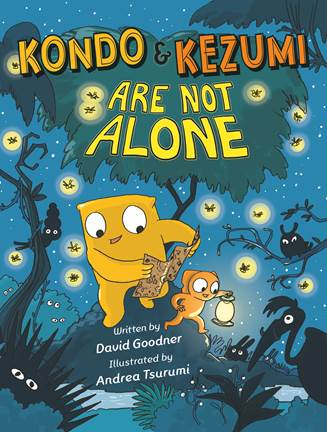 KONDO & KEZUMI
ARE NOT
ALONE
Written by
David Goodner
Illustrated by
Andrea Tsurumi